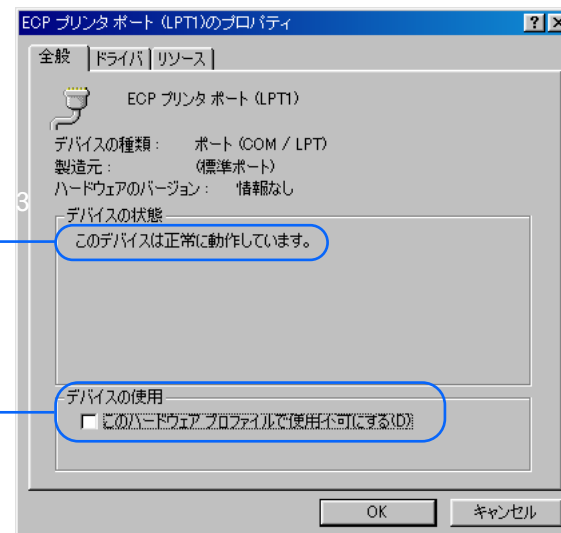 ECP プリンタ ポート (LPT1)のプロパティ
全般 ドライバ リソース
ECP プリンタ ポート (LPT1)
デバイスの種類： ポート (COM / LPT)
製造元： (標準ポート)
ハードウェアのバージョン： 情報なし
3
デバイスの状態
このデバイスは正常に動作しています。
デバイスの使用
このハードウェア プロファイルで使用不可にする(D)
OK キャンセル